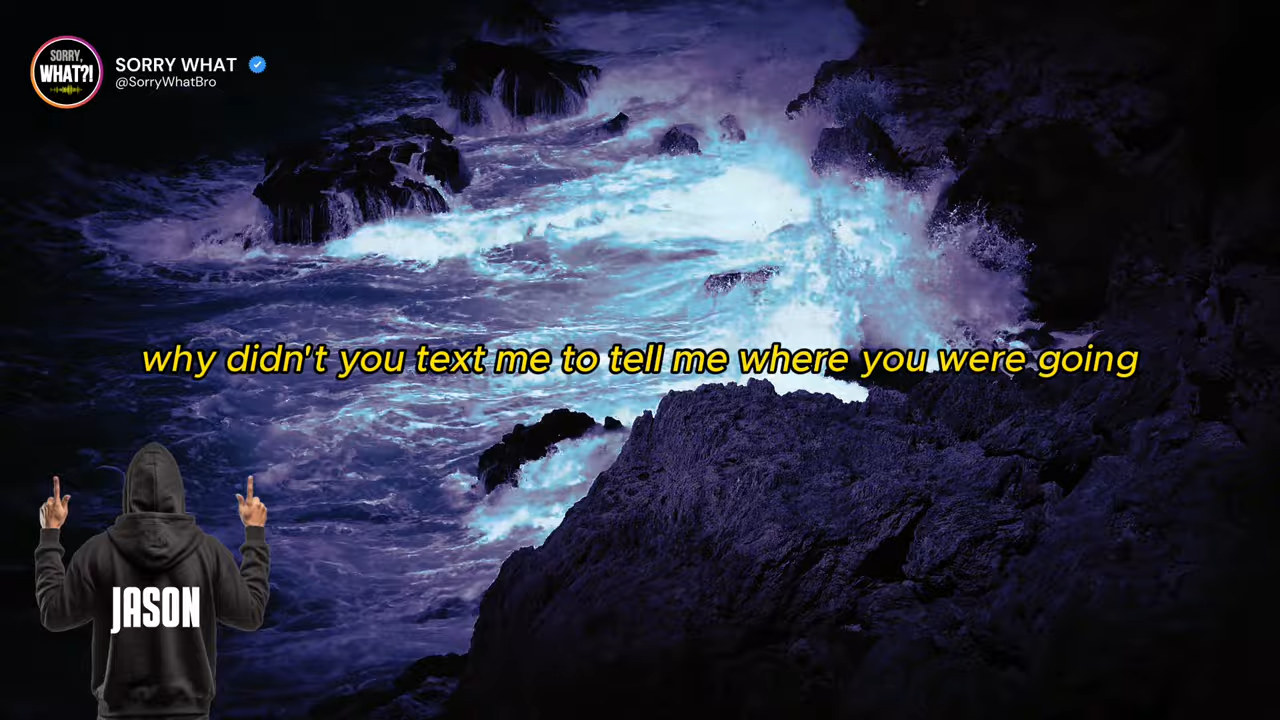 SORRY,
WHAT?!
SORRY WHAT
@SorryWhatBro
why didn't you text me to tell me where you were going
JASON